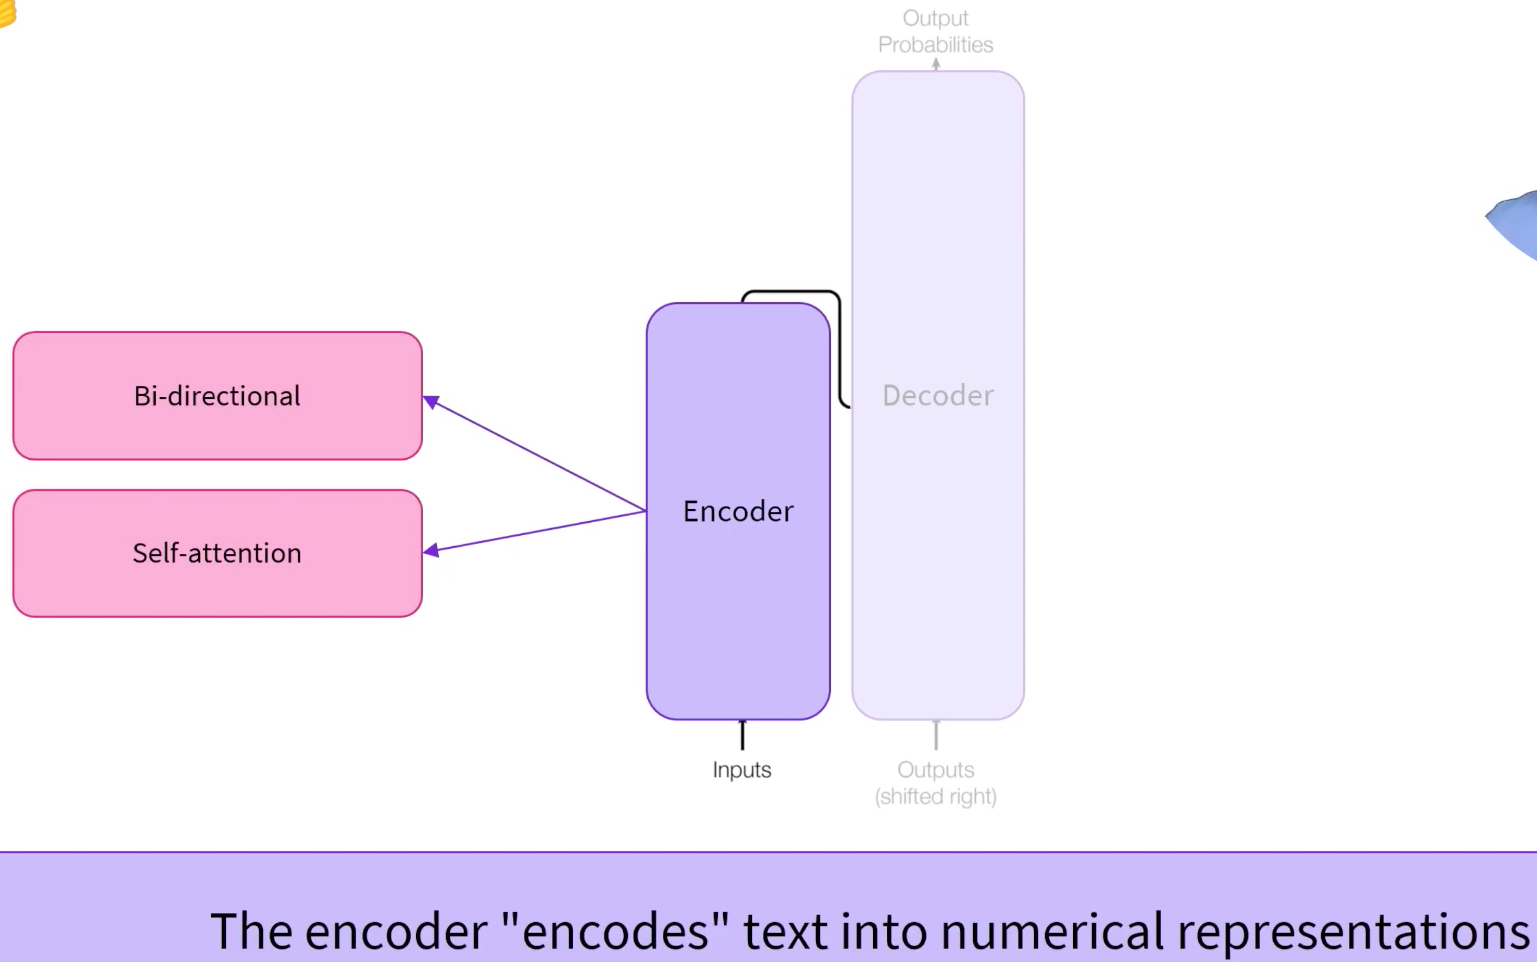 Output
Probabilities
Bi-directional
Decoder
Encoder
Self-attention
Inputs
Outputs
(shifted right)
The encoder "encodes" text into numerical representations